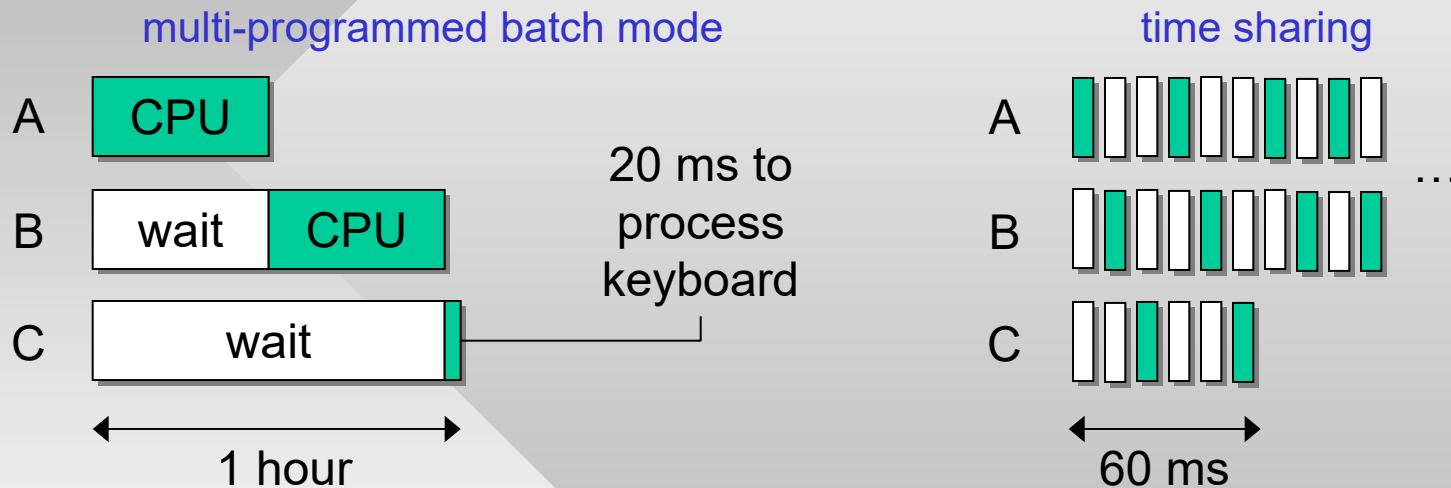 multi-programmed batch mode
A
CPU
B
wait
CPU
C
wait
20 ms to
process
keyboard
1 hour
time sharing
A
B
C
...
60 ms